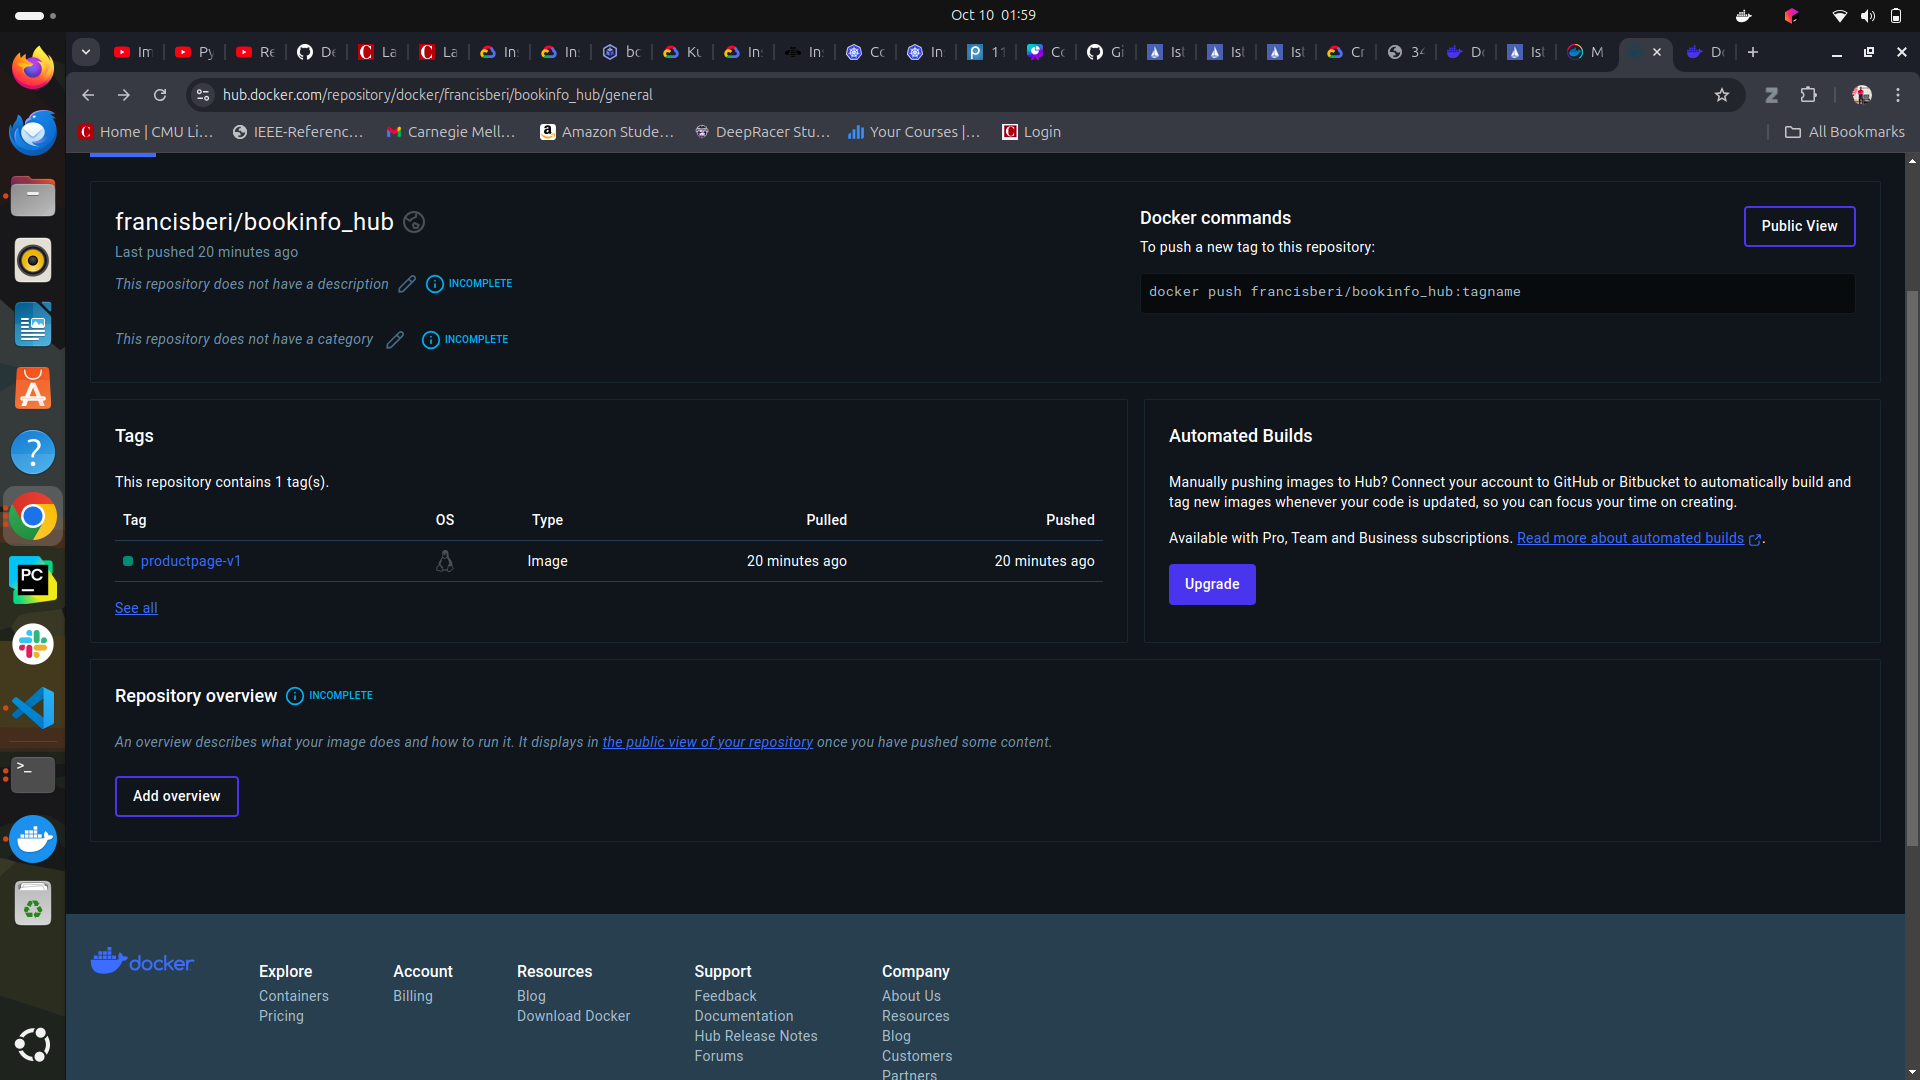 Oct 10 01:59
Im
Py
Re
De
La
La
In
In
bo
Ku
In
In
Co
In
11
Co
Gi
Ist
Ist
Ist
Cr
34
Do
Ist
M
Do
hub.docker.com/repository/docker/francisberi/bookinfo_hub/general
Home | CMU Li...
IEEE-Referenc...
Carnegie Mell...
Amazon Stude...
DeepRacer Stu...
Your Courses |...
Login
All Bookmarks
francisberi/bookinfo_hub
Last pushed 20 minutes ago
This repository does not have a description
INCOMPLETE
This repository does not have a category
INCOMPLETE
Docker commands
Public View
To push a new tag to this repository:
docker push francisberi/bookinfo_hub:tagname
Tags
This repository contains 1 tag(s).
Tag OS Type Pulled Pushed
productpage-v1 Image 20 minutes ago 20 minutes ago
See all
Automated Builds
Manually pushing images to Hub? Connect your account to GitHub or Bitbucket to automatically build and
tag new images whenever your code is updated, so you can focus your time on creating.
Available with Pro, Team and Business subscriptions. Read more about automated builds.
Upgrade
Repository overview
INCOMPLETE
An overview describes what your image does and how to run it. It displays in the public view of your repository once you have pushed some content.
Add overview
docker
Explore
Containers
Pricing
Account
Billing
Resources
Blog
Download Docker
Support
Feedback
Documentation
Hub Release Notes
Forums
Company
About Us
Resources
Blog
Customers
Partners